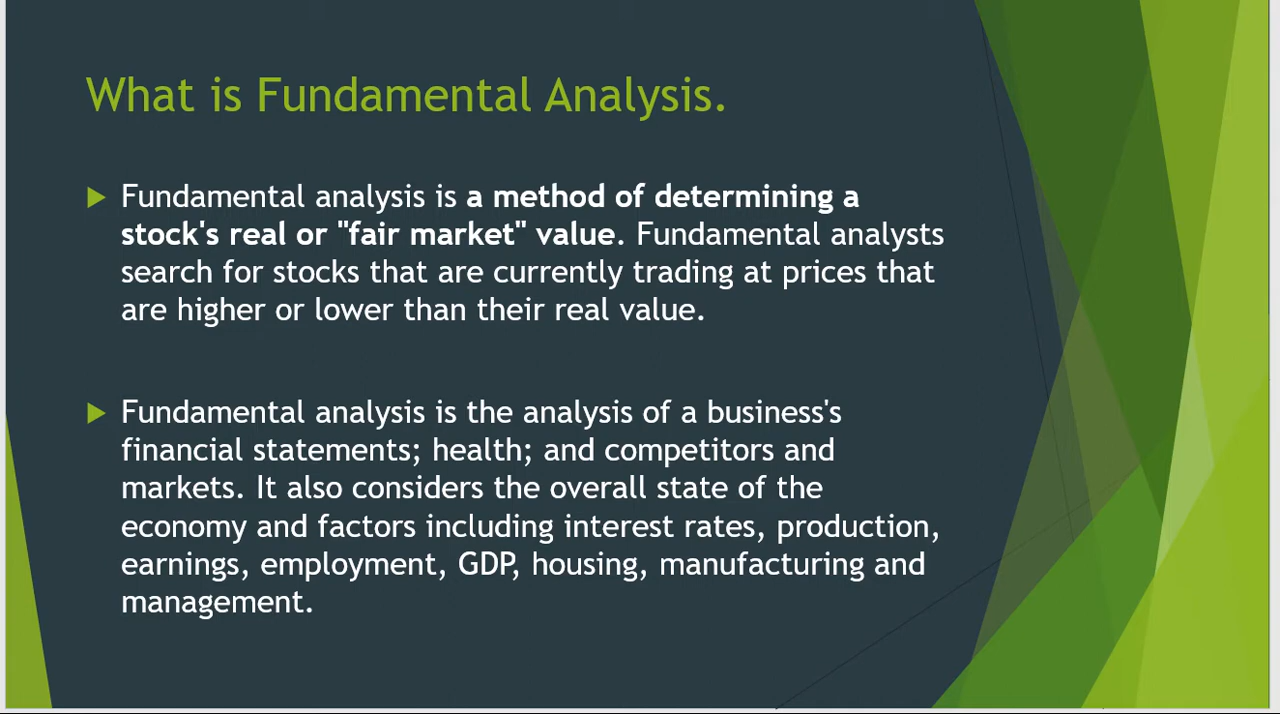 What is Fundamental Analysis.
Fundamental analysis is a method of determining a
stock's real or "fair market" value. Fundamental analysts
search for stocks that are currently trading at prices that
are higher or lower than their real value.
Fundamental analysis is the analysis of a business's
financial statements; health; and competitors and
markets. It also considers the overall state of the
economy and factors including interest rates, production,
earnings, employment, GDP, housing, manufacturing and
management.